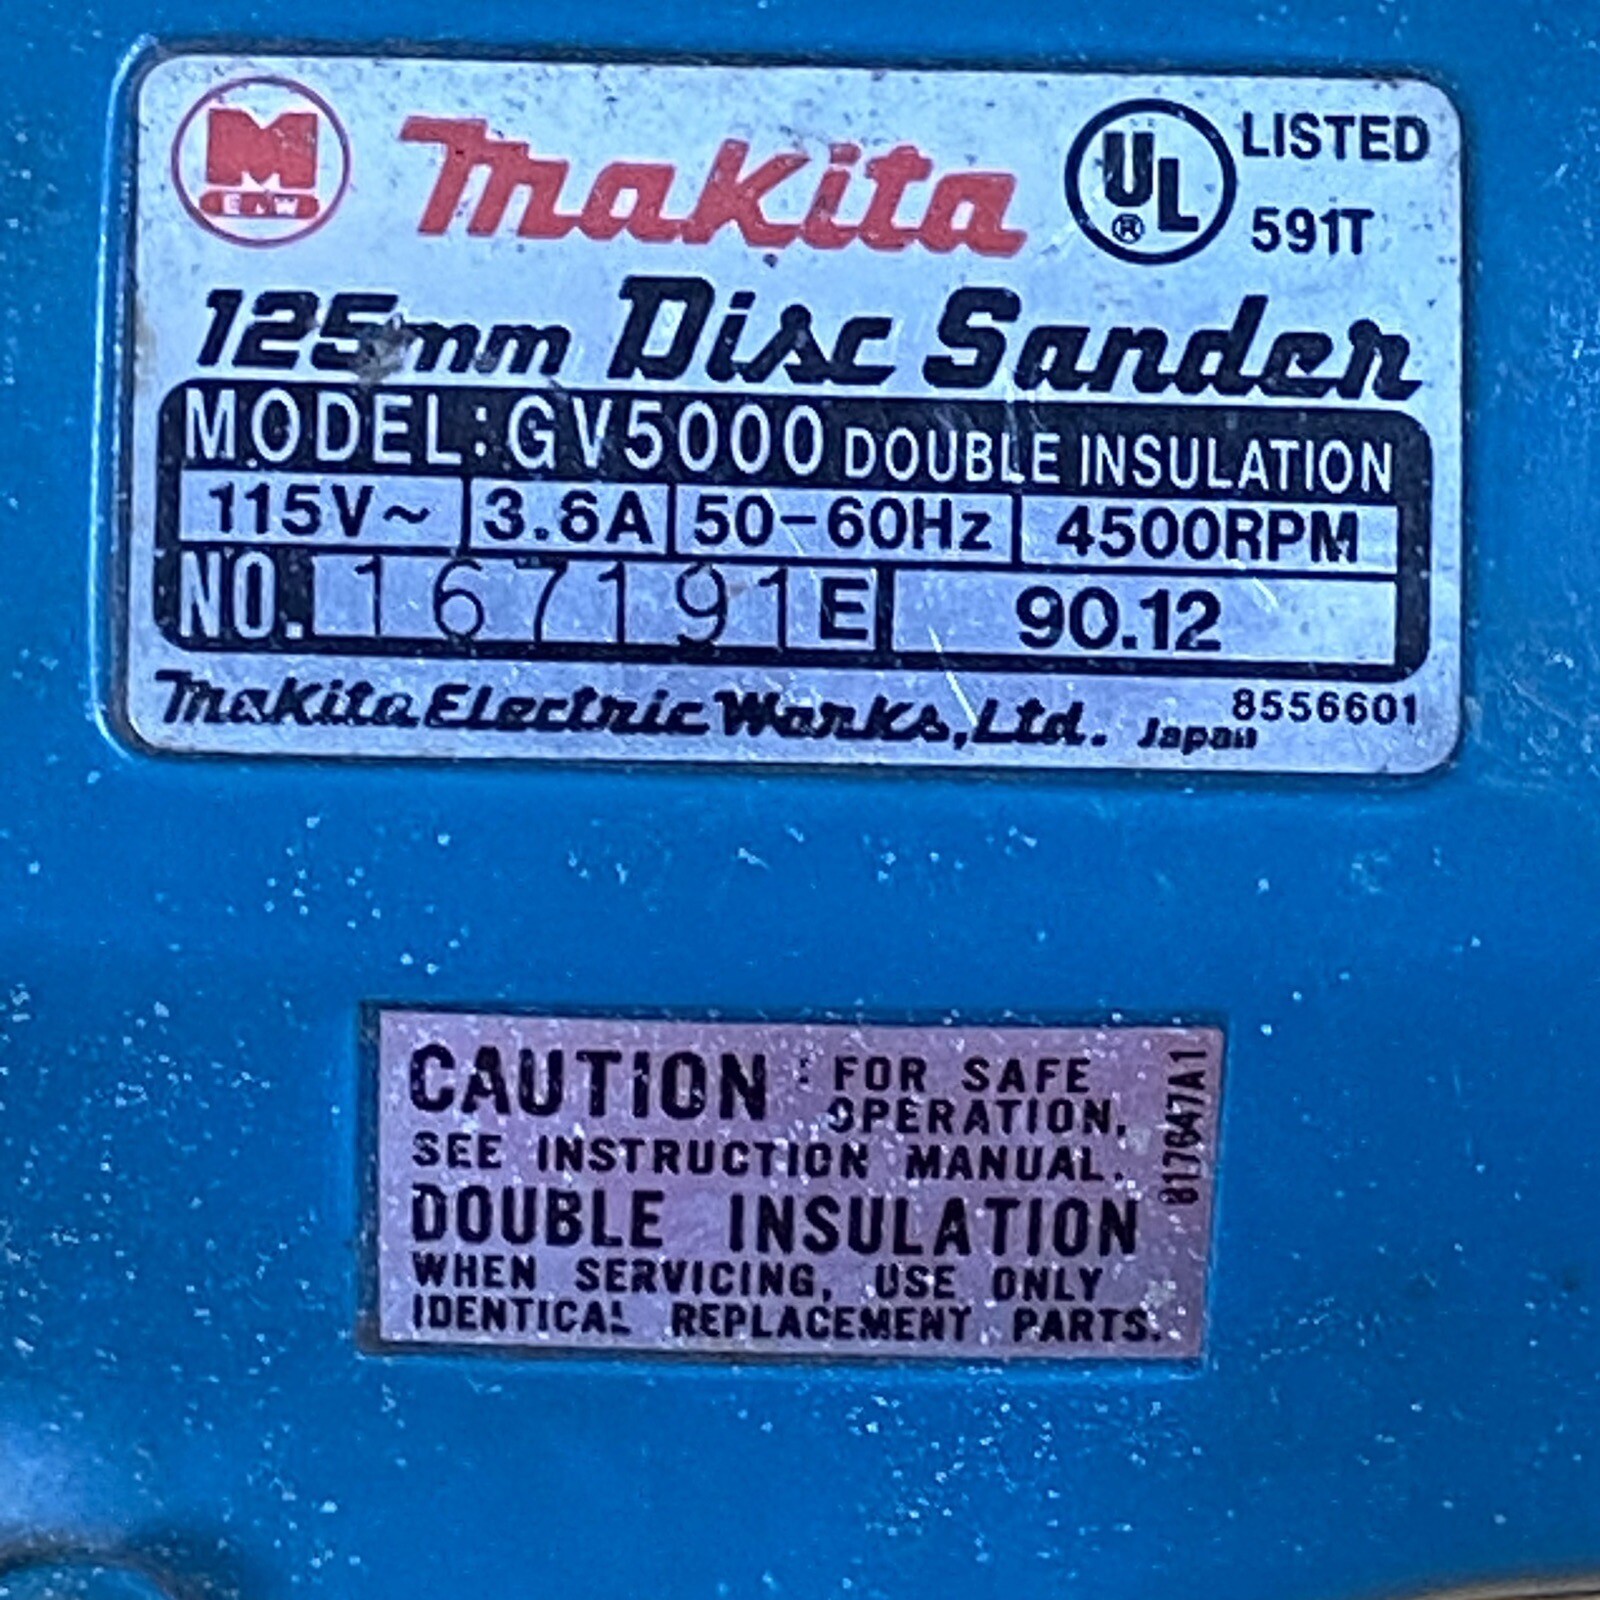 M
E&W
Makita
UL
®
LISTED
591T
125mm Disc Sander
MODEL:GV5000 DOUBLE INSULATION
115V~ 3.6A 50-60Hz 4500RPM
NO. 167191 E 90.12
Makita Electric Works, Ltd. Japan 8556601
CAUTION : FOR SAFE
OPERATION,
SEE INSTRUCTION MANUAL.
DOUBLE INSULATION
WHEN SERVICING, USE ONLY
IDENTICAL REPLACEMENT PARTS.
817647A1